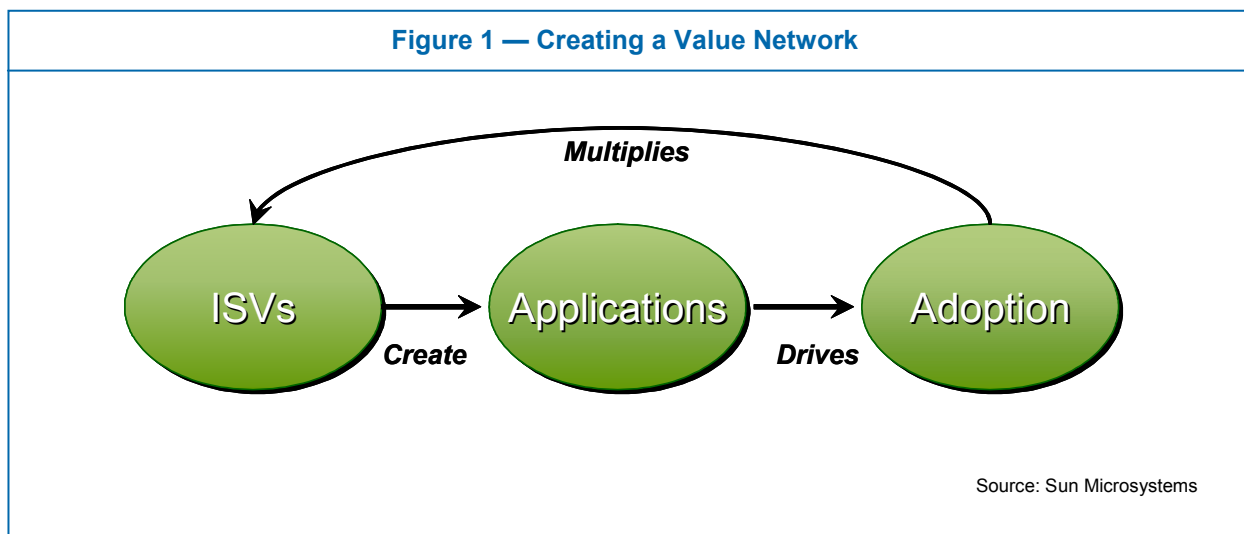 Figure 1 — Creating a Value Network
Multiplies
ISVs
Applications
Adoption
Create
Drives
Source: Sun Microsystems